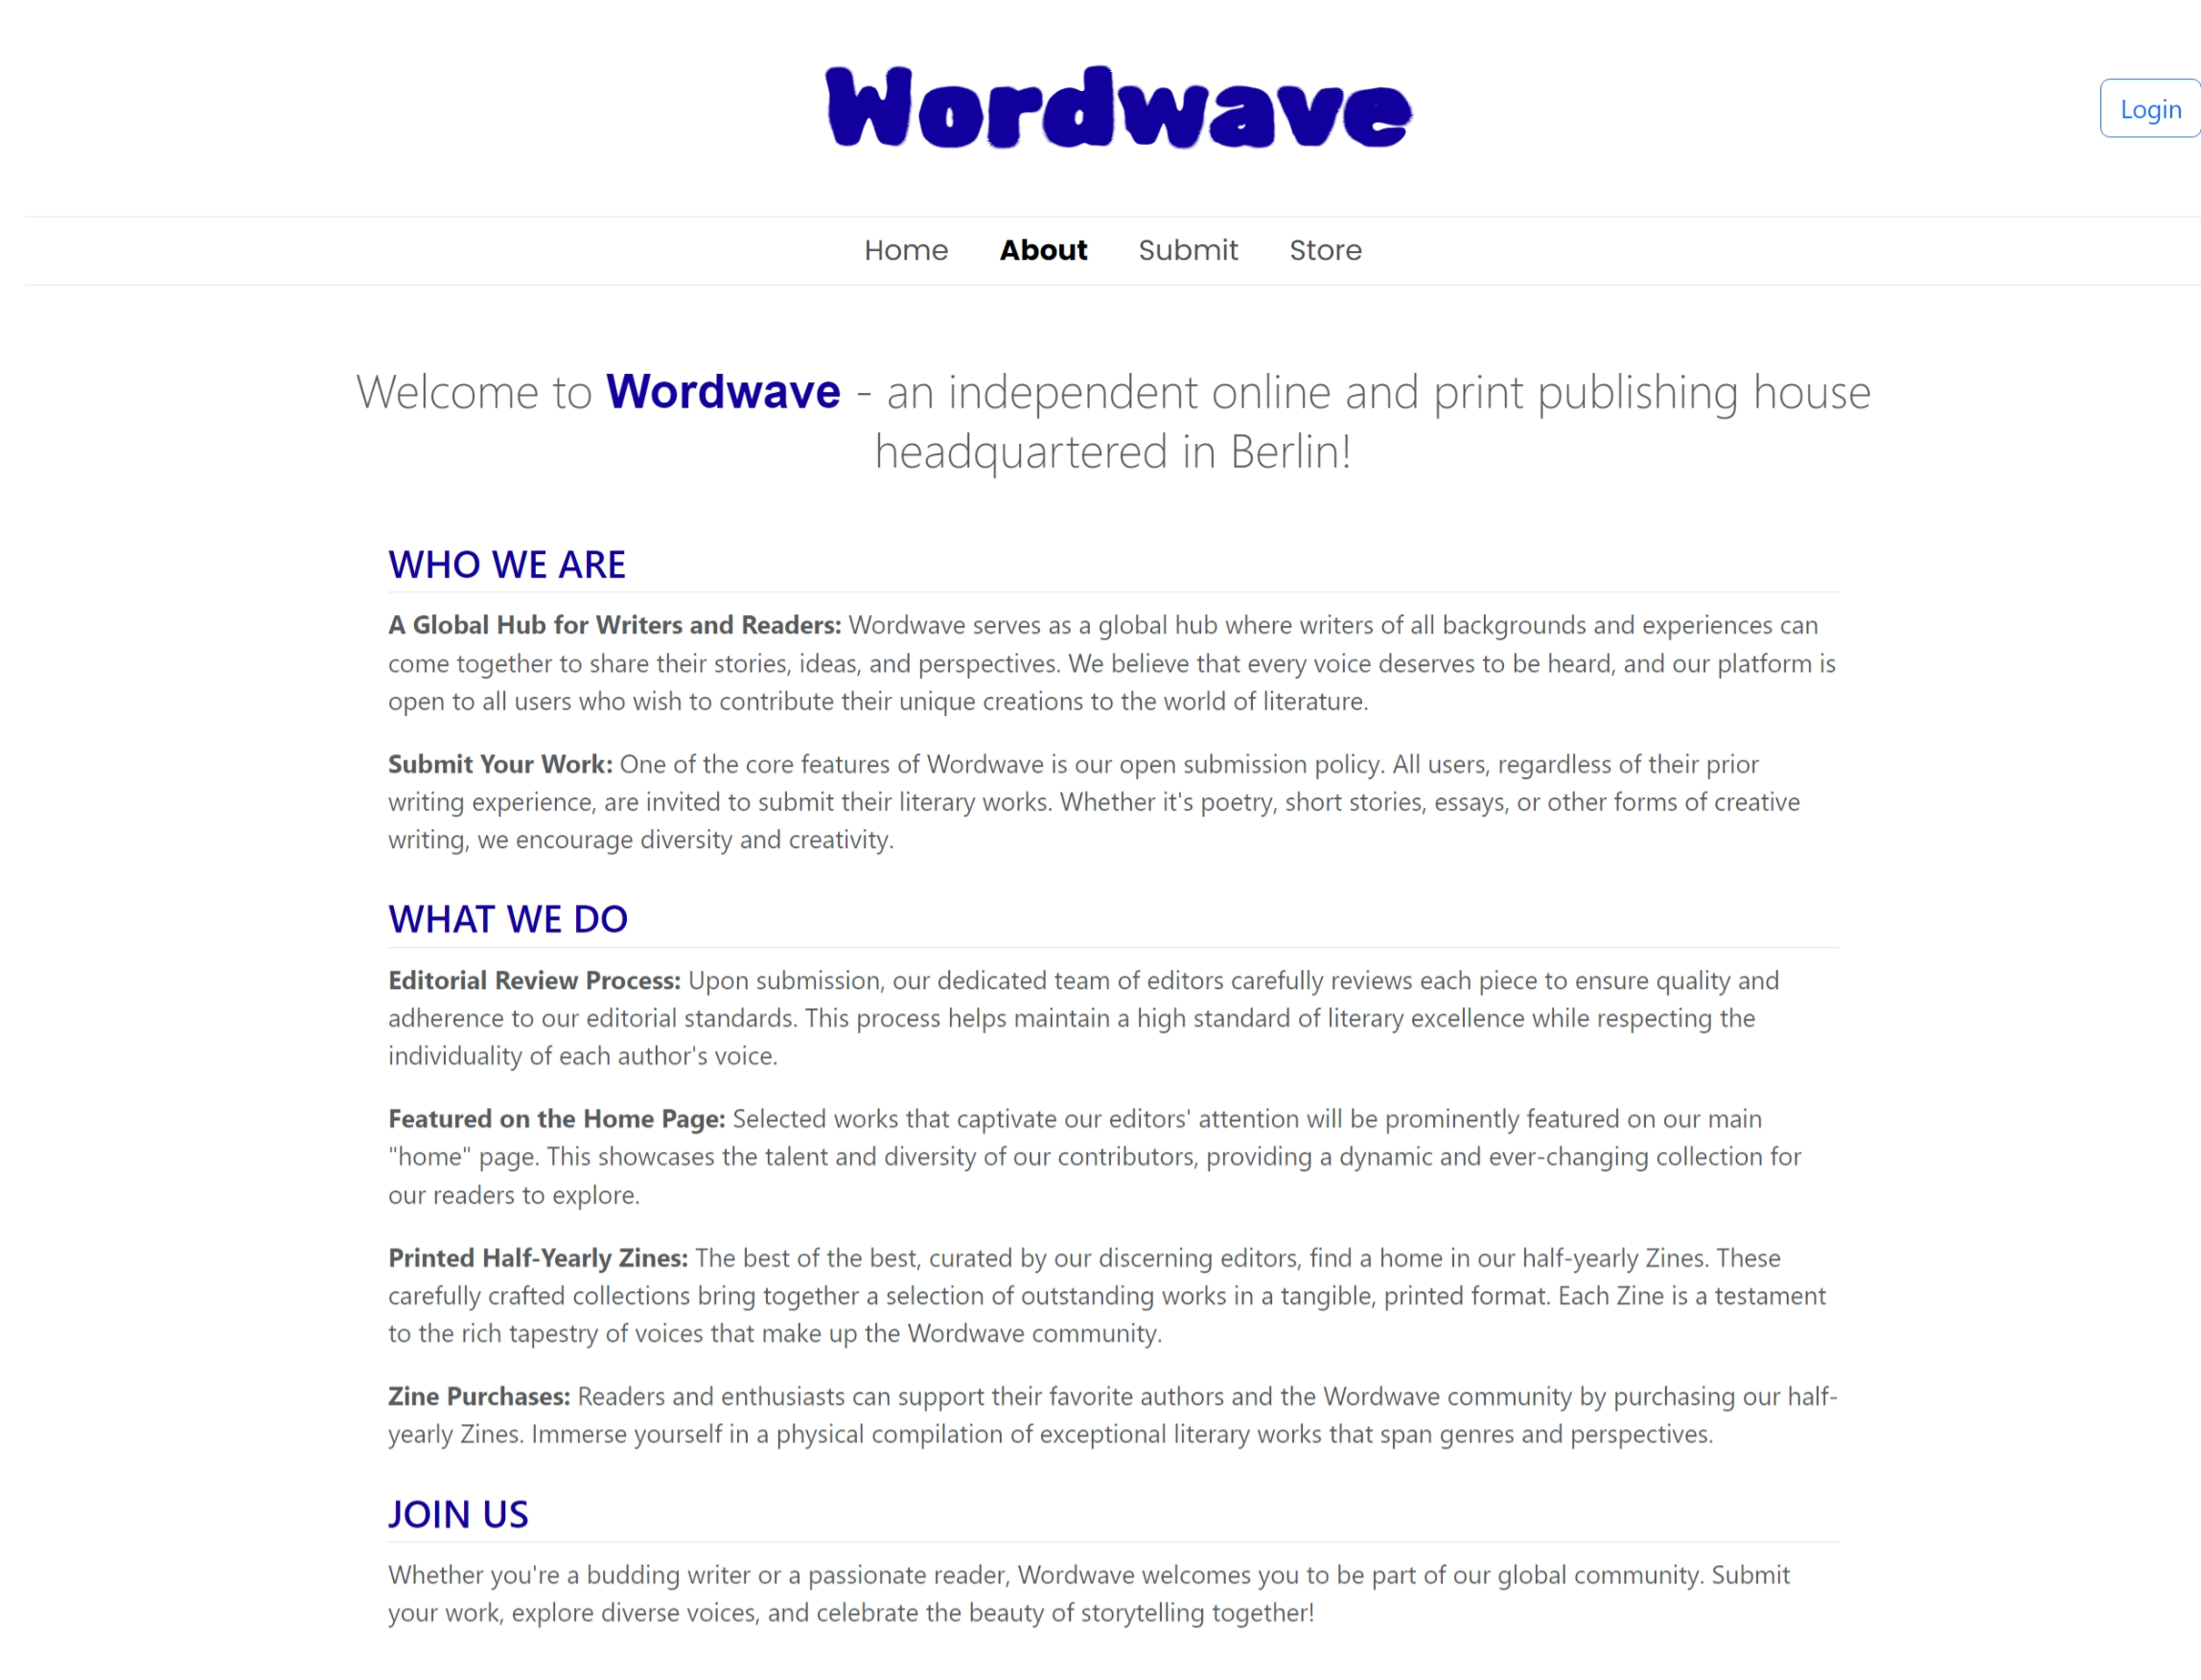 Wordwave
Login
Home About Submit Store
Welcome to Wordwave - an independent online and print publishing house
headquartered in Berlin!
WHO WE ARE
A Global Hub for Writers and Readers: Wordwave serves as a global hub where writers of all backgrounds and experiences can
come together to share their stories, ideas, and perspectives. We believe that every voice deserves to be heard, and our platform is
open to all users who wish to contribute their unique creations to the world of literature.
Submit Your Work: One of the core features of Wordwave is our open submission policy. All users, regardless of their prior
writing experience, are invited to submit their literary works. Whether it's poetry, short stories, essays, or other forms of creative
writing, we encourage diversity and creativity.
WHAT WE DO
Editorial Review Process: Upon submission, our dedicated team of editors carefully reviews each piece to ensure quality and
adherence to our editorial standards. This process helps maintain a high standard of literary excellence while respecting the
individuality of each author's voice.
Featured on the Home Page: Selected works that captivate our editors' attention will be prominently featured on our main
"home" page. This showcases the talent and diversity of our contributors, providing a dynamic and ever-changing collection for
our readers to explore.
Printed Half-Yearly Zines: The best of the best, curated by our discerning editors, find a home in our half-yearly Zines. These
carefully crafted collections bring together a selection of outstanding works in a tangible, printed format. Each Zine is a testament
to the rich tapestry of voices that make up the Wordwave community.
Zine Purchases: Readers and enthusiasts can support their favorite authors and the Wordwave community by purchasing our half-
yearly Zines. Immerse yourself in a physical compilation of exceptional literary works that span genres and perspectives.
JOIN US
Whether you're a budding writer or a passionate reader, Wordwave welcomes you to be part of our global community. Submit
your work, explore diverse voices, and celebrate the beauty of storytelling together!